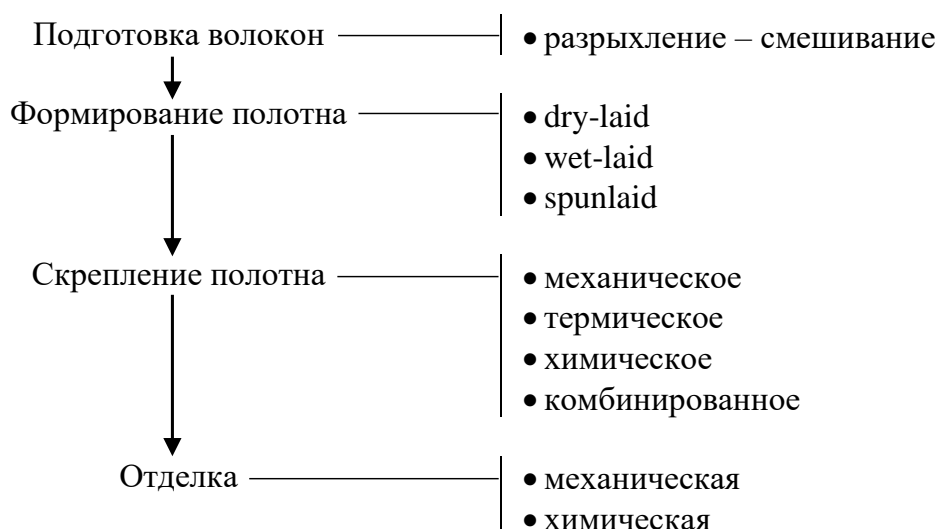 Подготовка волокон
• разрыхление – смешивание
Формирование полотна
• dry-laid
• wet-laid
• spunlaid
Скрепление полотна
• механическое
• термическое
• химическое
• комбинированное
Отделка
• механическая
• химическая